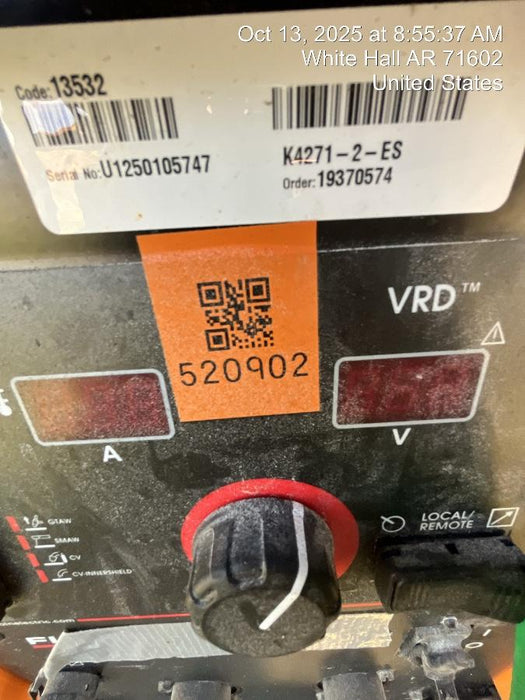 Oct 13, 2025 at 8:55:37 AM
White Hall AR 71602
United States
Code: 13532
Serial No: U1250105747
K4271-2-ES
Order: 19370574
VRD™
520902
A
V
GTAW
SMAW
CV
CV-INNERSHIELD®
LOCAL/
REMOTE